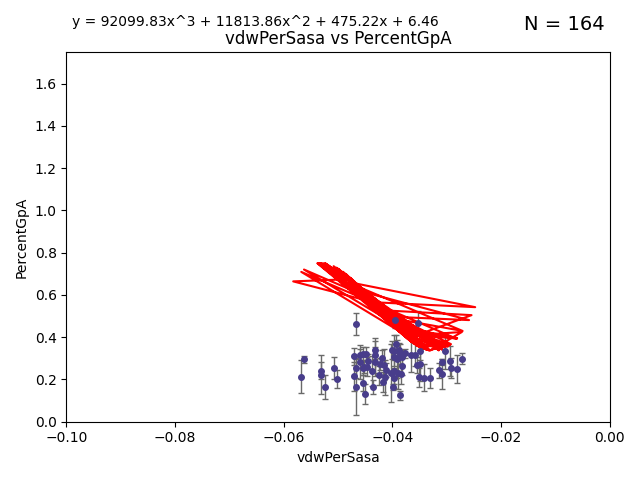 y = 92099.83x^3 + 11813.86x^2 + 475.22x + 6.46
N = 164
vdwPerSasa vs PercentGpA
PercentGpA
1.6
1.4
1.2
1.0
0.8
0.6
0.4
0.2
0.0
−0.10 −0.08 −0.06 −0.04 −0.02 0.00
vdwPerSasa